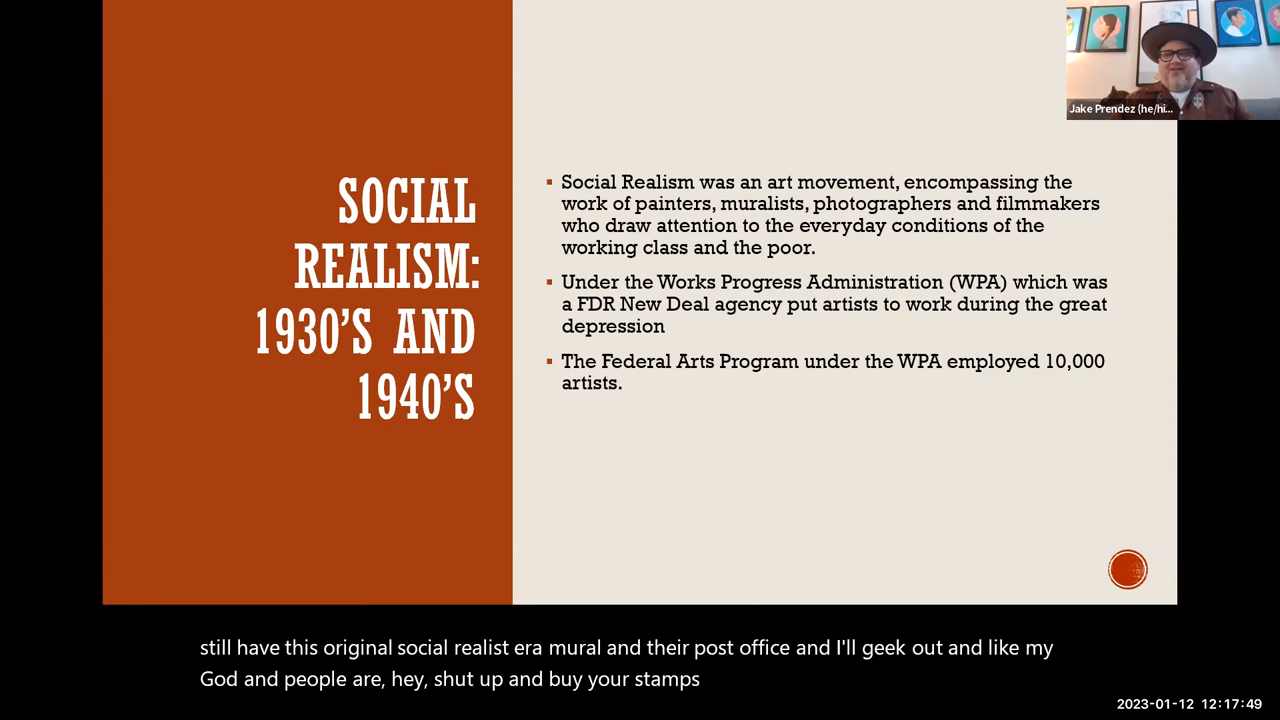 SOCIAL
REALISM:
1930'S AND
1940'S
▪ Social Realism was an art movement, encompassing the
work of painters, muralists, photographers and filmmakers
who draw attention to the everyday conditions of the
working class and the poor.
▪ Under the Works Progress Administration (WPA) which was
a FDR New Deal agency put artists to work during the great
depression
▪ The Federal Arts Program under the WPA employed 10,000
artists.
Jake Prendez (he/hi...
still have this original social realist era mural and their post office and I'll geek out and like my
God and people are, hey, shut up and buy your stamps
2023-01-12 12:17:49